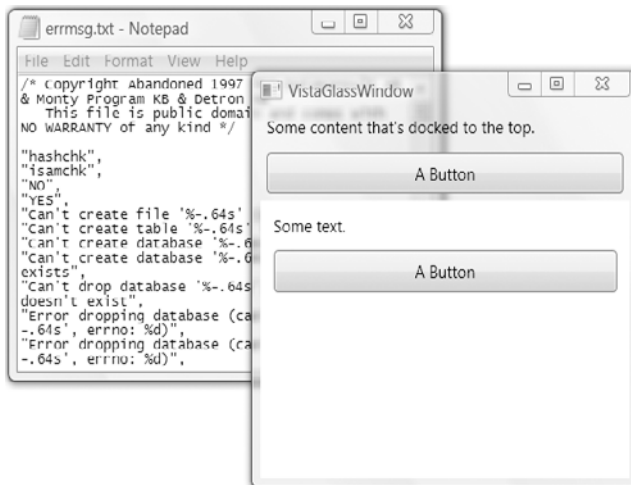 errmsg.txt - Notepad
File Edit Format View Help
/* Copyright Abandoned 1997
& Monty Program KB & Detron
This file is public domai
NO WARRANTY of any kind */
"hashchk",
"isamchk",
"NO",
"YES",
"Can't create file '%-.64s'
"Can't create table '%-.64s'
"Can't create database '%-.6
"Can't create database '%-.6
exists",
"Can't drop database '%-.64s
doesn't exist",
"Error dropping database (ca
-.64s', errno: %d)",
"Error dropping database (ca
-.64s', errno: %d)",
VistaGlassWindow
Some content that's docked to the top.
A Button
Some text.
A Button